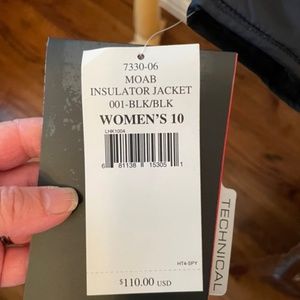 7330-06
MOAB
INSULATOR JACKET
001-BLK/BLK
WOMEN'S 10
LHK1004
6 81138 15305 1
HT4-SPY
$110.00 USD
TECHNICAL